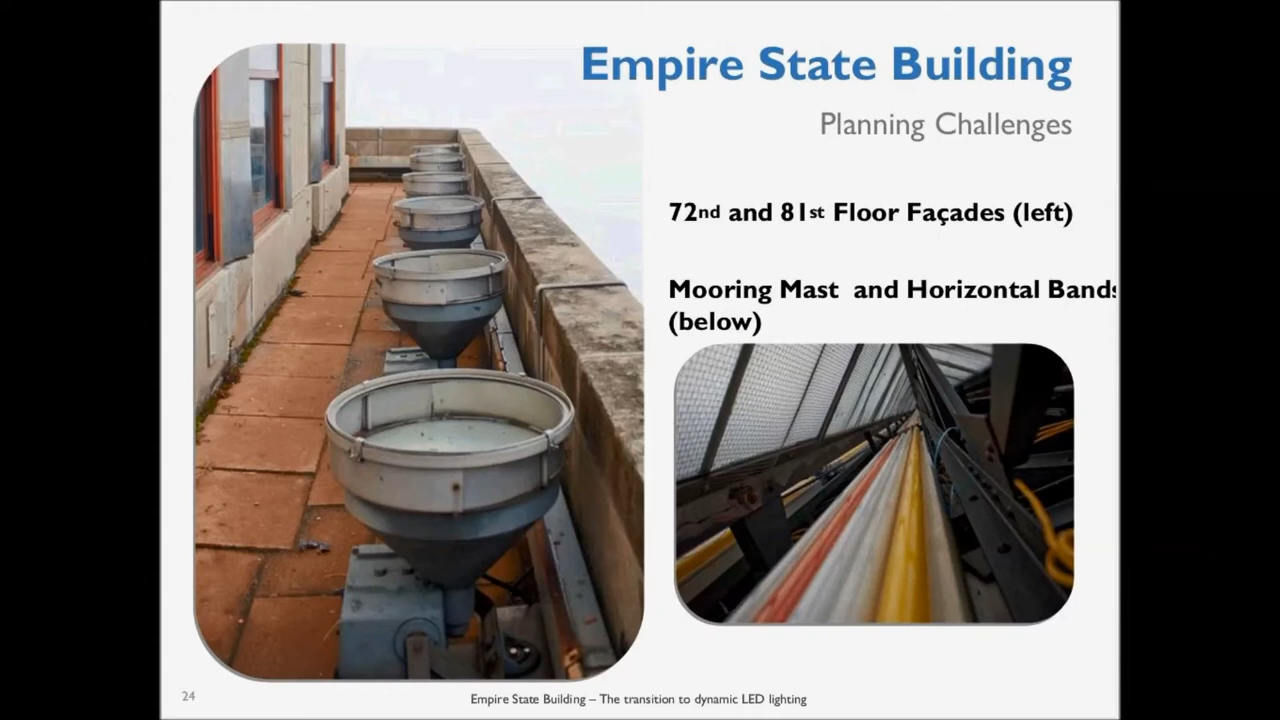 Empire State Building
Planning Challenges
72nd and 81st Floor Façades (left)
Mooring Mast  and Horizontal Bands
(below)
24
Empire State Building – The transition to dynamic LED lighting